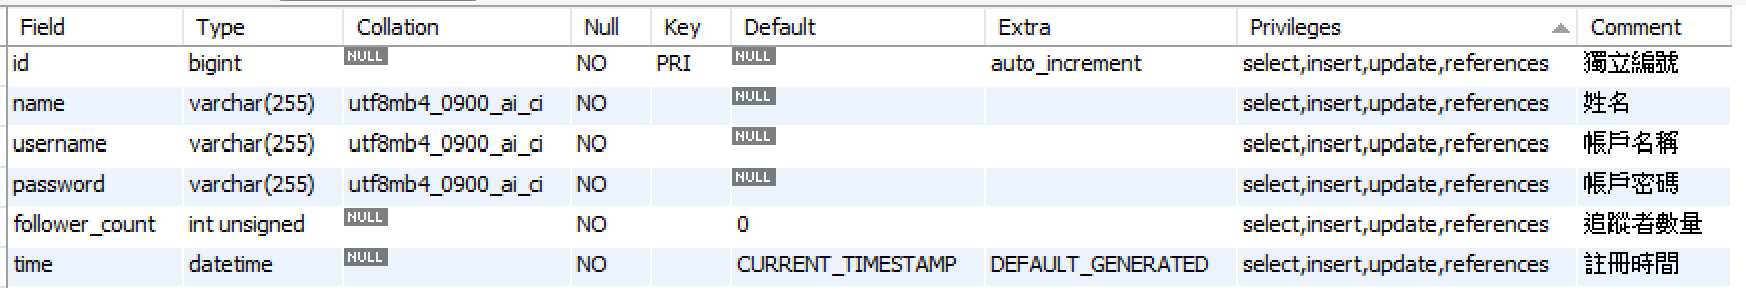 Field Type Collation Null Key Default Extra Privileges Comment
id bigint NULL NO PRI NULL auto_increment select,insert,update,references 獨立編號
name varchar(255) utf8mb4_0900_ai_ci NO NULL select,insert,update,references 姓名
username varchar(255) utf8mb4_0900_ai_ci NO NULL select,insert,update,references 帳戶名稱
password varchar(255) utf8mb4_0900_ai_ci NO NULL select,insert,update,references 帳戶密碼
follower_count int unsigned NULL NO 0 select,insert,update,references 追蹤者數量
time datetime NULL NO CURRENT_TIMESTAMP DEFAULT_GENERATED select,insert,update,references 註冊時間